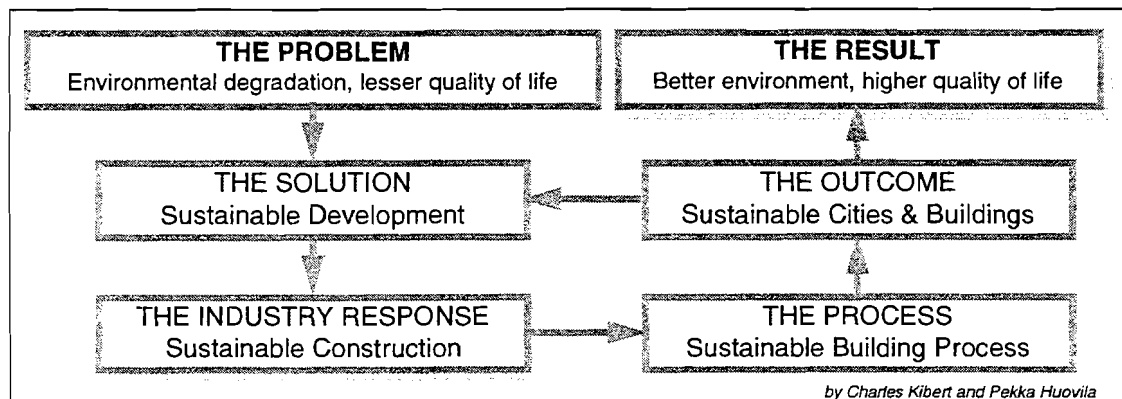 THE PROBLEM
Environmental degradation, lesser quality of life
THE RESULT
Better environment, higher quality of life
THE SOLUTION
Sustainable Development
THE OUTCOME
Sustainable Cities & Buildings
THE INDUSTRY RESPONSE
Sustainable Construction
THE PROCESS
Sustainable Building Process
by Charles Kibert and Pekka Huovila